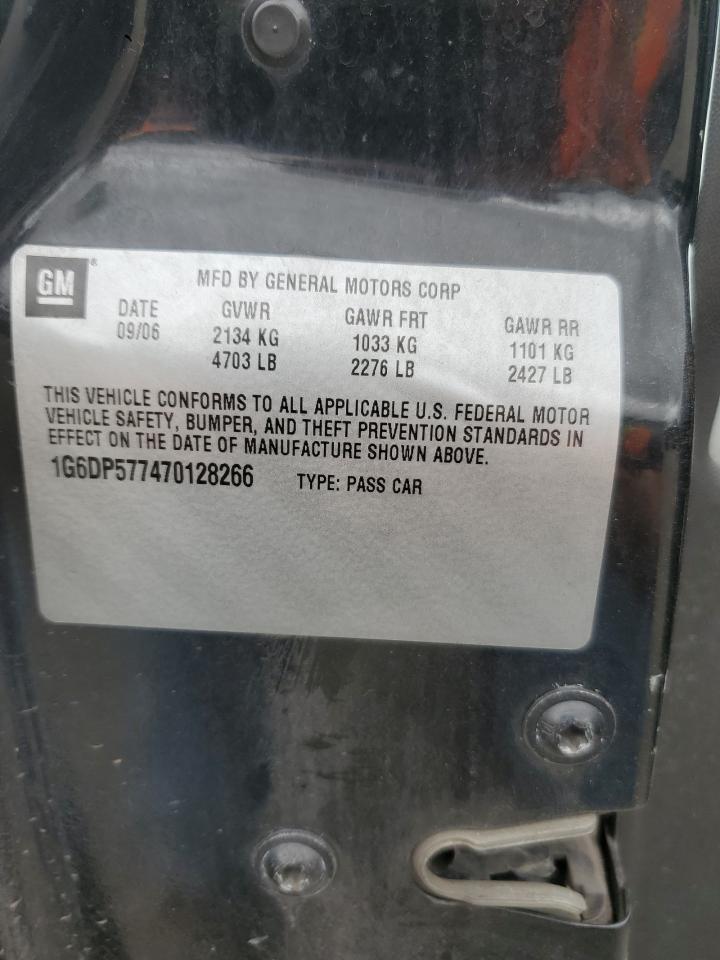 GM®
MFD BY GENERAL MOTORS CORP
DATE GVWR GAWR FRT GAWR RR
09/06 2134 KG 1033 KG 1101 KG
4703 LB 2276 LB 2427 LB
THIS VEHICLE CONFORMS TO ALL APPLICABLE U.S. FEDERAL MOTOR
VEHICLE SAFETY, BUMPER, AND THEFT PREVENTION STANDARDS IN
EFFECT ON THE DATE OF MANUFACTURE SHOWN ABOVE.
1G6DP577470128266 TYPE: PASS CAR